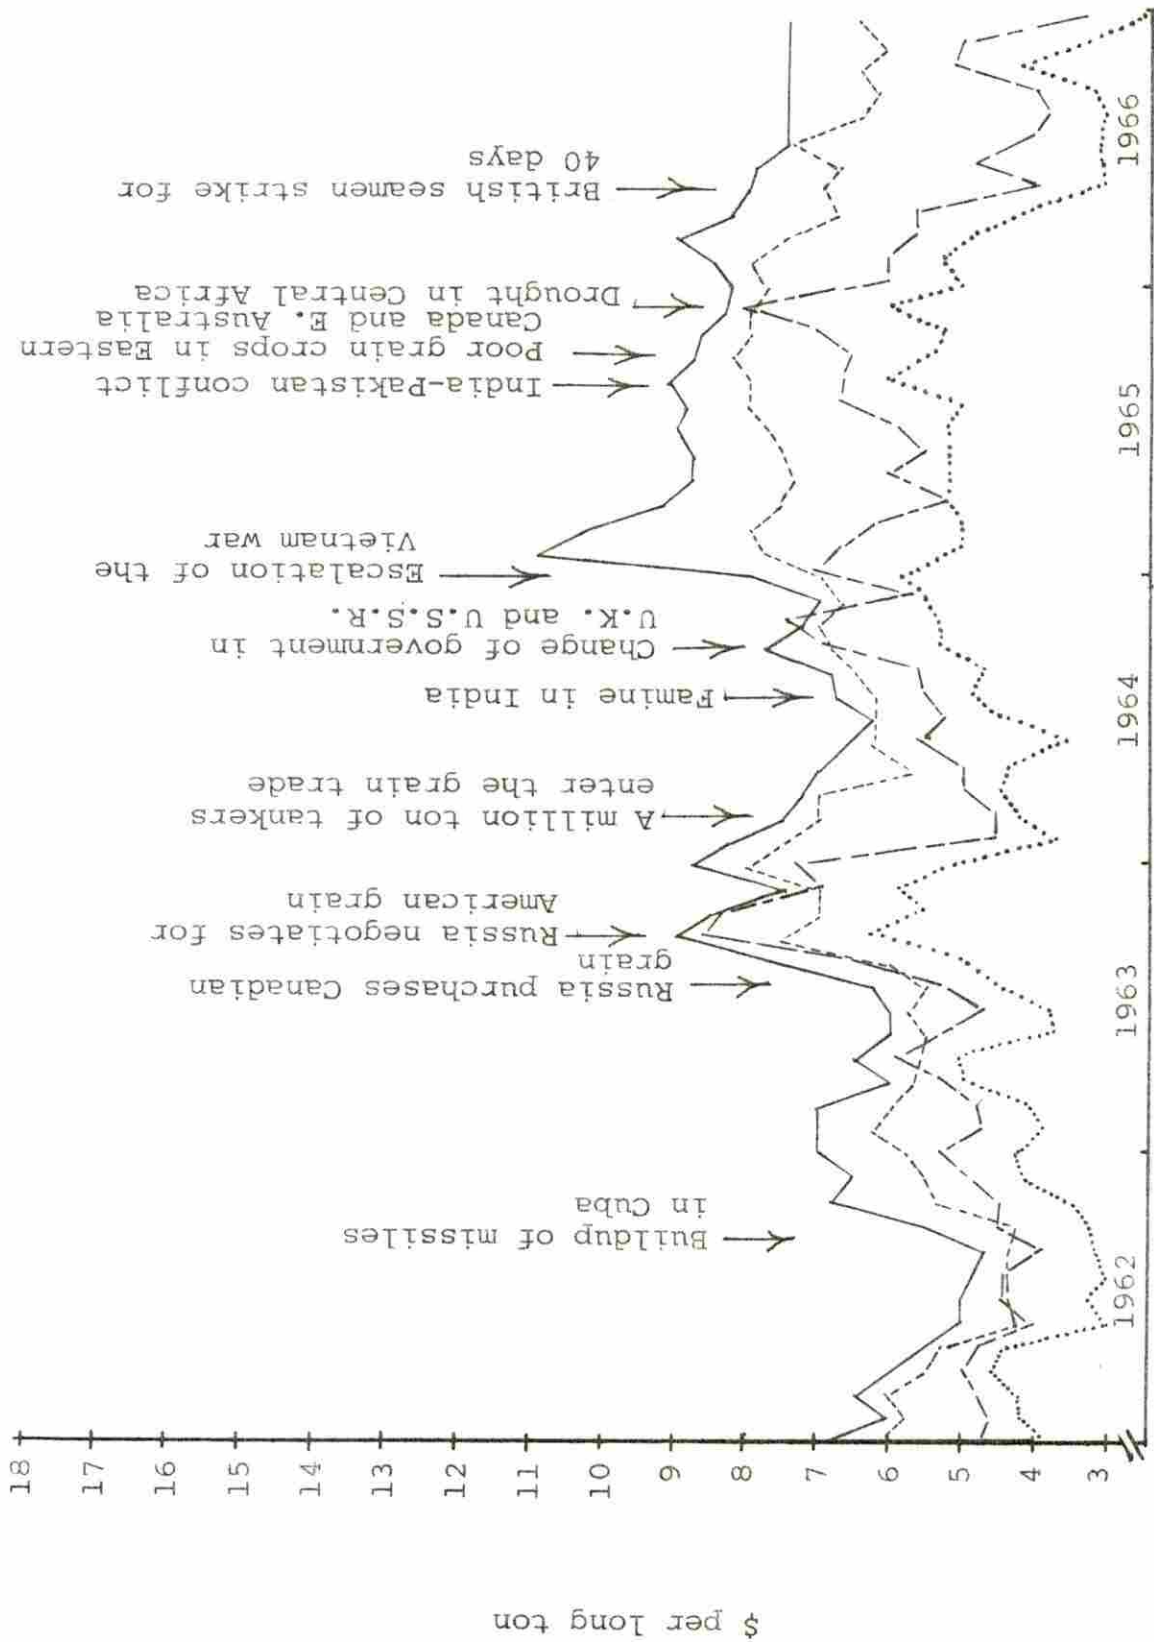 $ per long ton
18
17
16
15
14
13
12
11
10
9
8
7
6
5
4
3
1962
1963
1964
1965
1966
Buildup of missiles
in Cuba
Russia purchases Canadian
grain
Russia negotiates for
American grain
A million ton of tankers
enter the grain trade
Famine in India
Change of government in
U.K. and U.S.S.R.
Escalation of the
Vietnam war
India-Pakistan conflict
Poor grain crops in Eastern
Canada and E. Australia
Drought in Central Africa
British seamen strike for
40 days